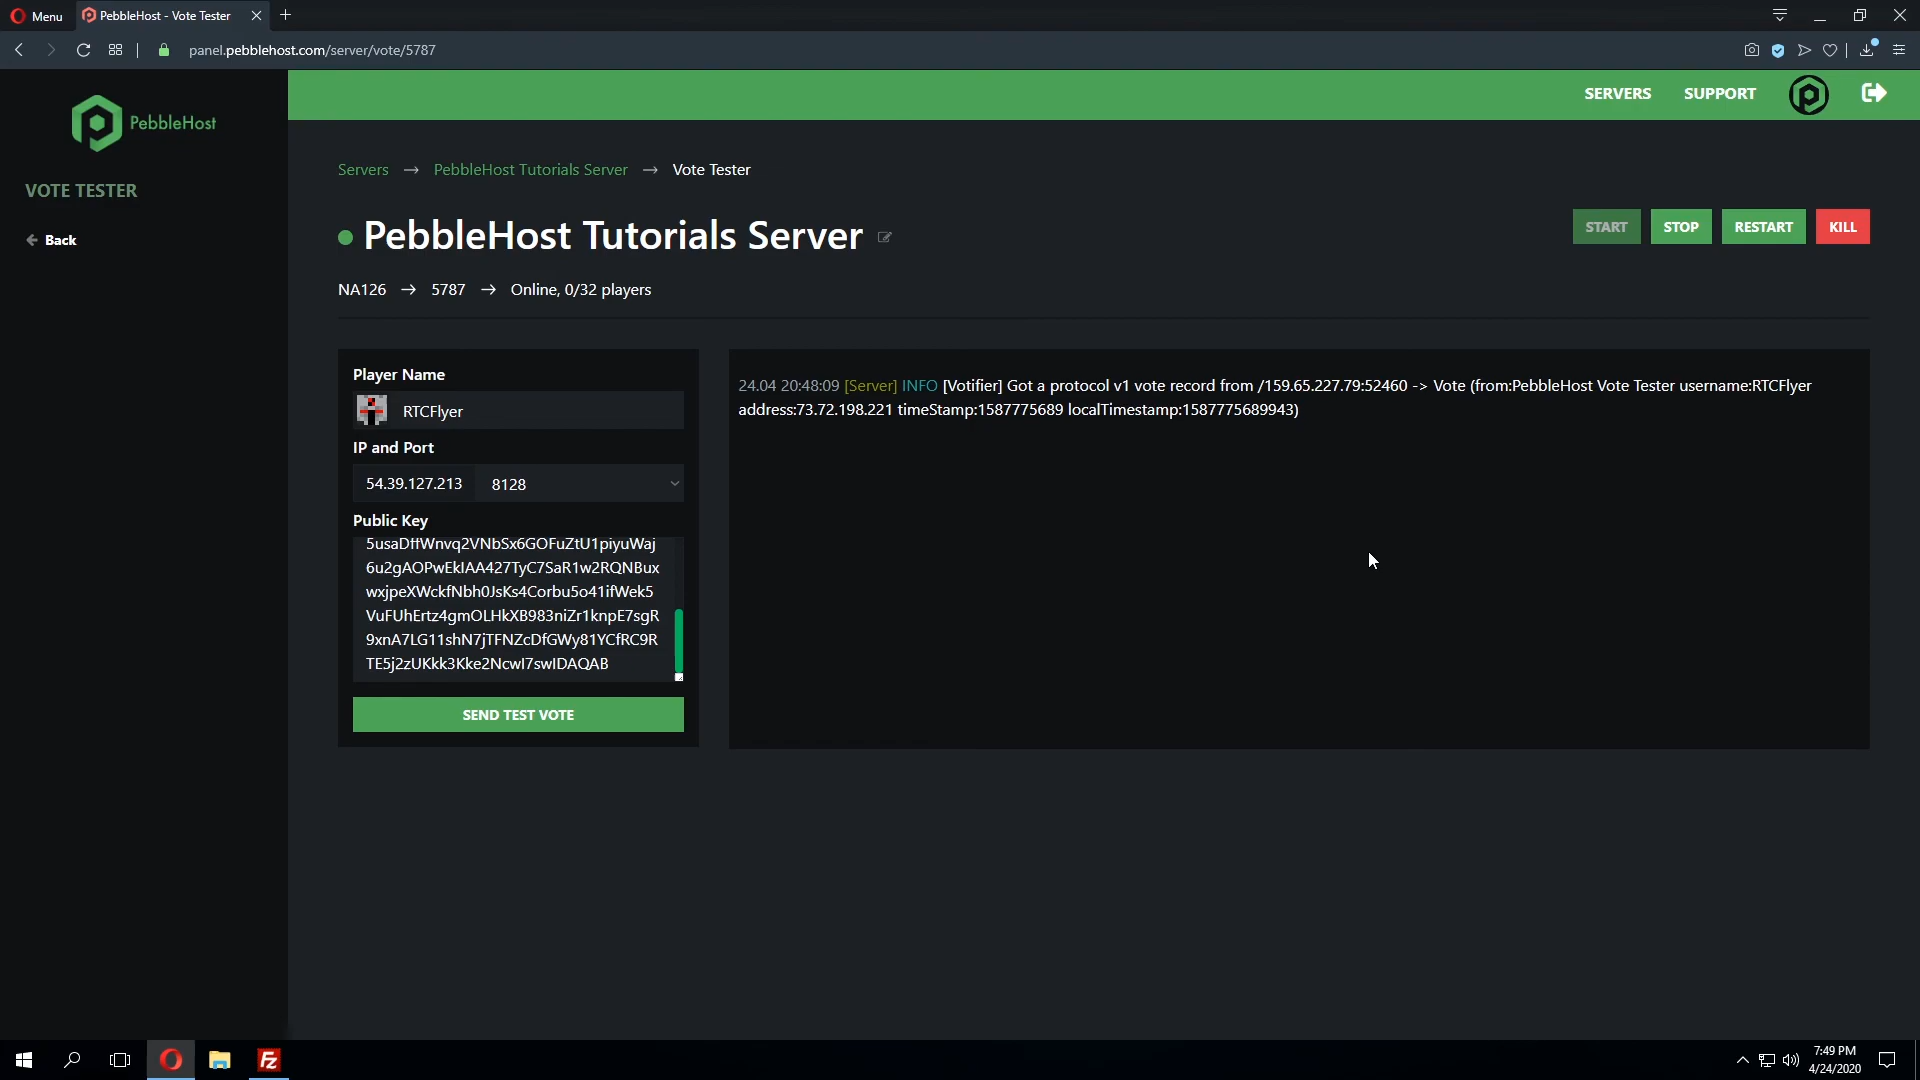 Menu
PebbleHost - Vote Tester
panel.pebblehost.com/server/vote/5787
PebbleHost
SERVERS
SUPPORT
VOTE TESTER
Back
Servers → PebbleHost Tutorials Server → Vote Tester
PebbleHost Tutorials Server
START
STOP
RESTART
KILL
NA126 → 5787 → Online, 0/32 players
Player Name
RTCFlyer
IP and Port
54.39.127.213
8128
Public Key
5usaDffWnvq2VNbSx6GOFuZtU1piyuWaj
6u2gAOPwEkIAA427TyC7SaR1w2RQNBux
wxjpeXWckfNbh0JsKs4Corbu5o41ifWek5
VuFUhErtz4gmOLHkXB983niZr1knpE7sgR
9xnA7LG11shN7jTFNZcDfGWy81YCfRC9R
TE5j2zUKkk3Kke2Ncwl7swIDAQAB
SEND TEST VOTE
24.04 20:48:09 [Server] INFO [Votifier] Got a protocol v1 vote record from /159.65.227.79:52460 -> Vote (from:PebbleHost Vote Tester username:RTCFlyer
address:73.72.198.221 timeStamp:1587775689 localTimestamp:1587775689943)
7:49 PM
4/24/2020